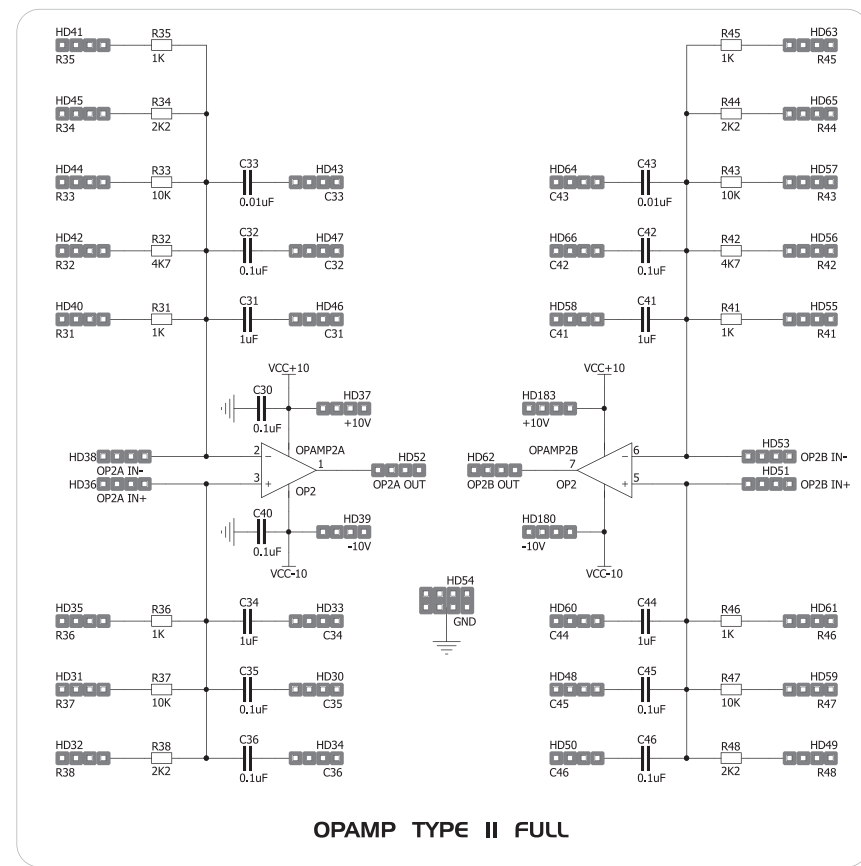 HD41 R35 R45 HD63
R35 1K 1K R45
HD45 R34 R44 HD65
R34 2K2 2K2 R44
HD44 R33 C33 HD43 HD64 C43 R43 HD57
R33 10K 0.01uF C33 C43 0.01uF 10K R43
HD42 R32 C32 HD47 HD66 C42 R42 HD56
R32 4K7 0.1uF C32 C42 0.1uF 4K7 R42
HD40 R31 C31 HD46 HD58 C41 R41 HD55
R31 1K 1uF C31 C41 1uF 1K R41
VCC+10 VCC+10
C30 HD37 HD183
0.1uF +10V +10V
HD38 2 − OPAMP2A HD52 HD62 OPAMP2B − 6 HD53 OP2B IN-
OP2A IN- 1 7
HD36 3 + OP2 OP2A OUT OP2B OUT OP2 + 5 HD51 OP2B IN+
OP2A IN+
C40 HD39 HD180
0.1uF -10V -10V
VCC-10 VCC-10
HD54
GND
HD35 R36 C34 HD33 HD60 C44 R46 HD61
R36 1K 1uF C34 C44 1uF 1K R46
HD31 R37 C35 HD30 HD48 C45 R47 HD59
R37 10K 0.1uF C35 C45 0.1uF 10K R47
HD32 R38 C36 HD34 HD50 C46 R48 HD49
R38 2K2 0.1uF C36 C46 0.1uF 2K2 R48
OPAMP TYPE II FULL